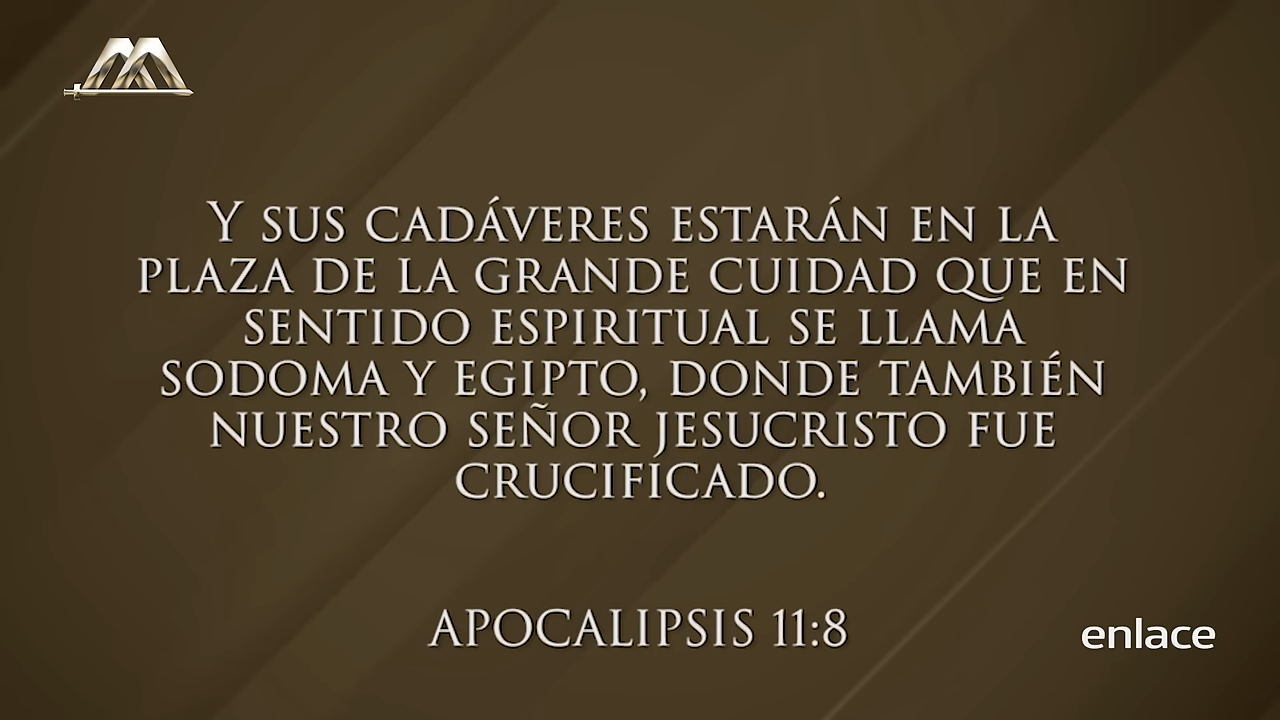 Y SUS CADÁVERES ESTARÁN EN LA
PLAZA DE LA GRANDE CUIDAD QUE EN
SENTIDO ESPIRITUAL SE LLAMA
SODOMA Y EGIPTO, DONDE TAMBIÉN
NUESTRO SEÑOR JESUCRISTO FUE
CRUCIFICADO.
APOCALIPSIS 11:8
enlace